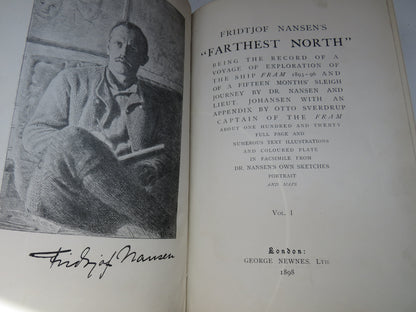 Fridtjof Nansen
FRIDTJOF NANSEN'S
"FARTHEST NORTH"
BEING THE RECORD OF A
VOYAGE OF EXPLORATION OF
THE SHIP FRAM 1893-96 AND
OF A FIFTEEN MONTHS' SLEIGH
JOURNEY BY DR. NANSEN AND
LIEUT. JOHANSEN WITH AN
APPENDIX BY OTTO SVERDRUP
CAPTAIN OF THE FRAM
ABOUT ONE HUNDRED AND TWENTY
FULL PAGE AND
NUMEROUS TEXT ILLUSTRATIONS
AND COLOURED PLATE
IN FACSIMILE FROM
DR. NANSEN'S OWN SKETCHES
PORTRAIT
AND MAPS
Vol. I
London:
GEORGE NEWNES, LTD
1898